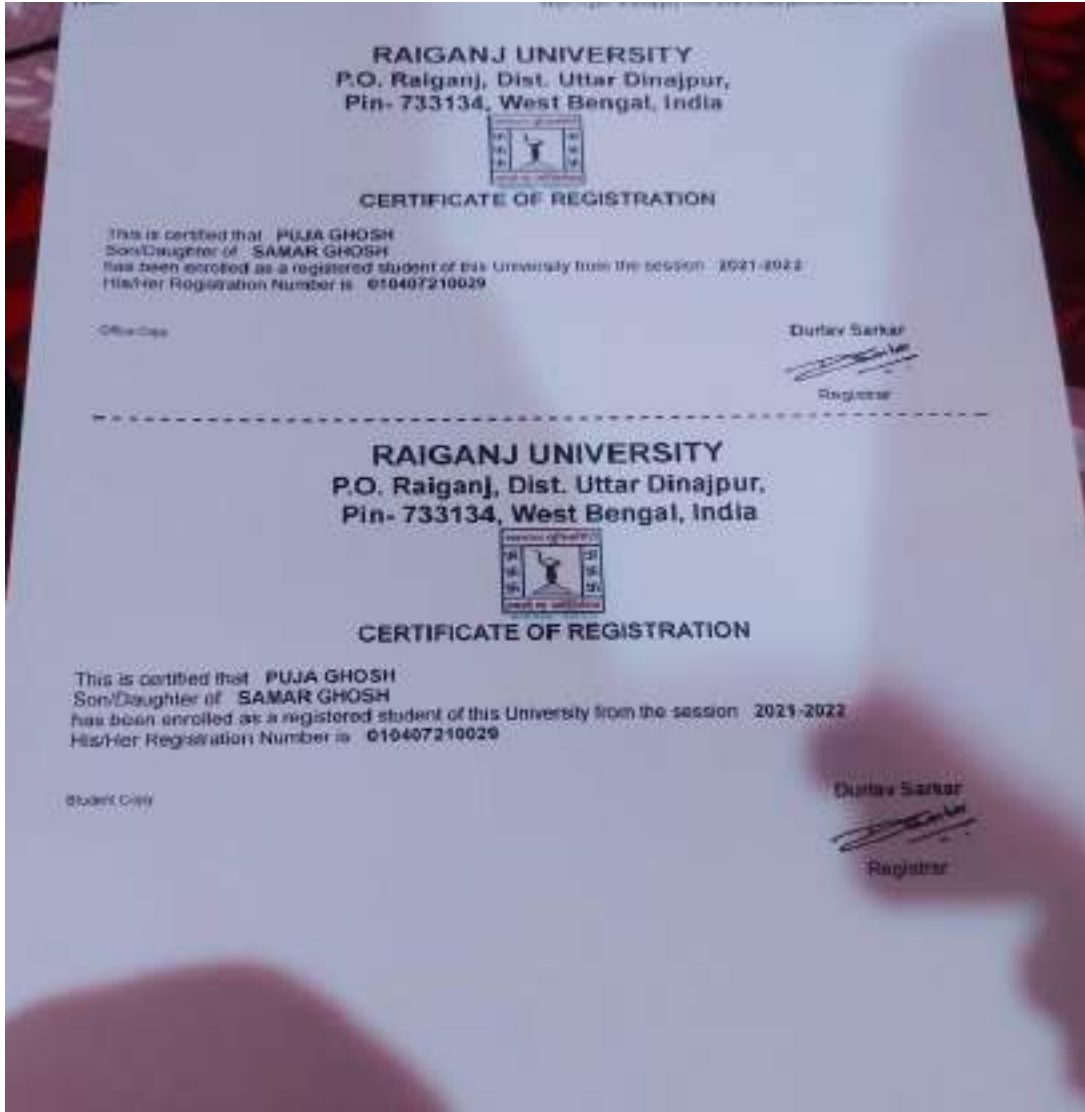 RAIGANJ UNIVERSITY
P.O. Raiganj, Dist. Uttar Dinajpur,
Pin- 733134, West Bengal, India
CERTIFICATE OF REGISTRATION
This is certified that PUJA GHOSH
Son/Daughter of SAMAR GHOSH
has been enrolled as a registered student of this University from the session 2021-2022
His/Her Registration Number is 010407210029
Office Copy
Durlav Sarkar
Registrar
RAIGANJ UNIVERSITY
P.O. Raiganj, Dist. Uttar Dinajpur,
Pin- 733134, West Bengal, India
CERTIFICATE OF REGISTRATION
This is certified that PUJA GHOSH
Son/Daughter of SAMAR GHOSH
has been enrolled as a registered student of this University from the session 2021-2022
His/Her Registration Number is 010407210029
Student Copy
Durlav Sarkar
Registrar